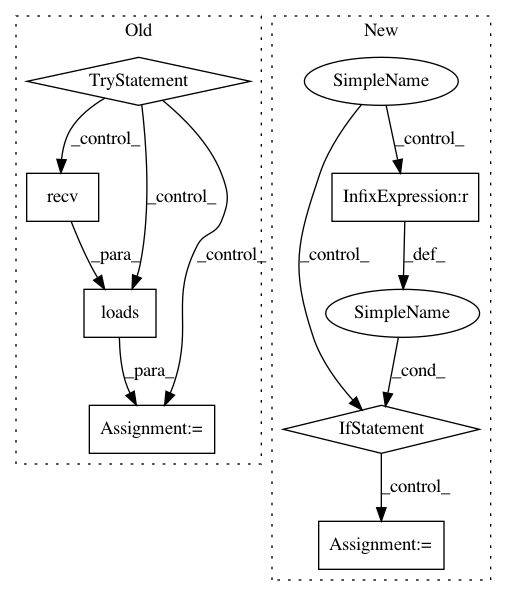 Old
New
TryStatement
SimpleName
_control_
_control_
recv
_control_
InfixExpression:r
_control_
_control_
_para_
_def_
loads
SimpleName
_para_
_cond_
Assignment:=
IfStatement
_control_
Assignment:=